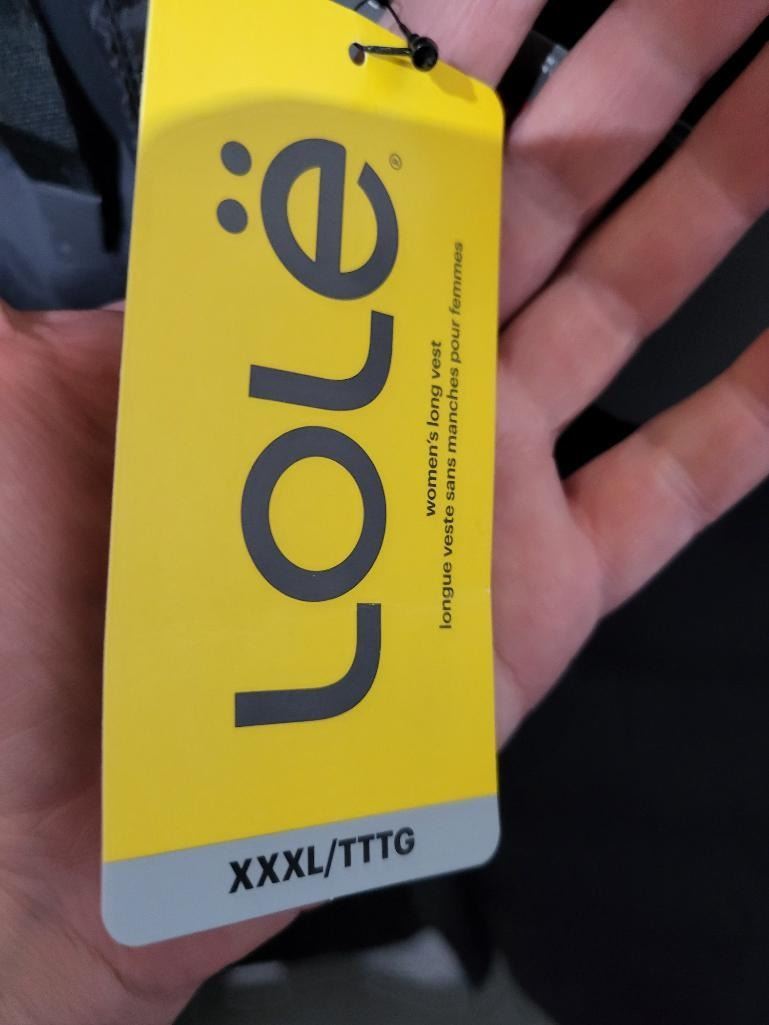 Lolë®
women's long vest
longue veste sans manches pour femmes
XXXL/TTTG